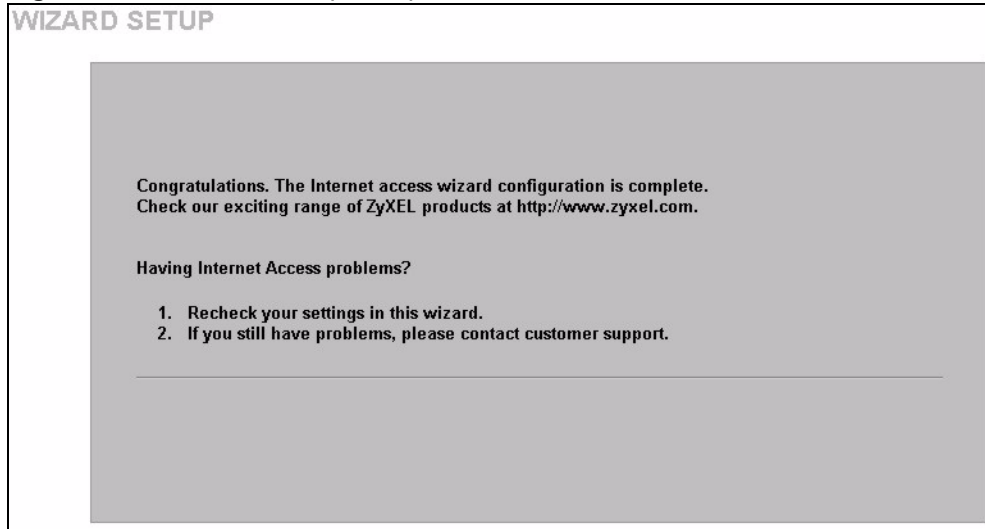 WIZARD SETUP
Congratulations. The Internet access wizard configuration is complete.
Check our exciting range of ZyXEL products at http://www.zyxel.com.
Having Internet Access problems?
1. Recheck your settings in this wizard.
2. If you still have problems, please contact customer support.